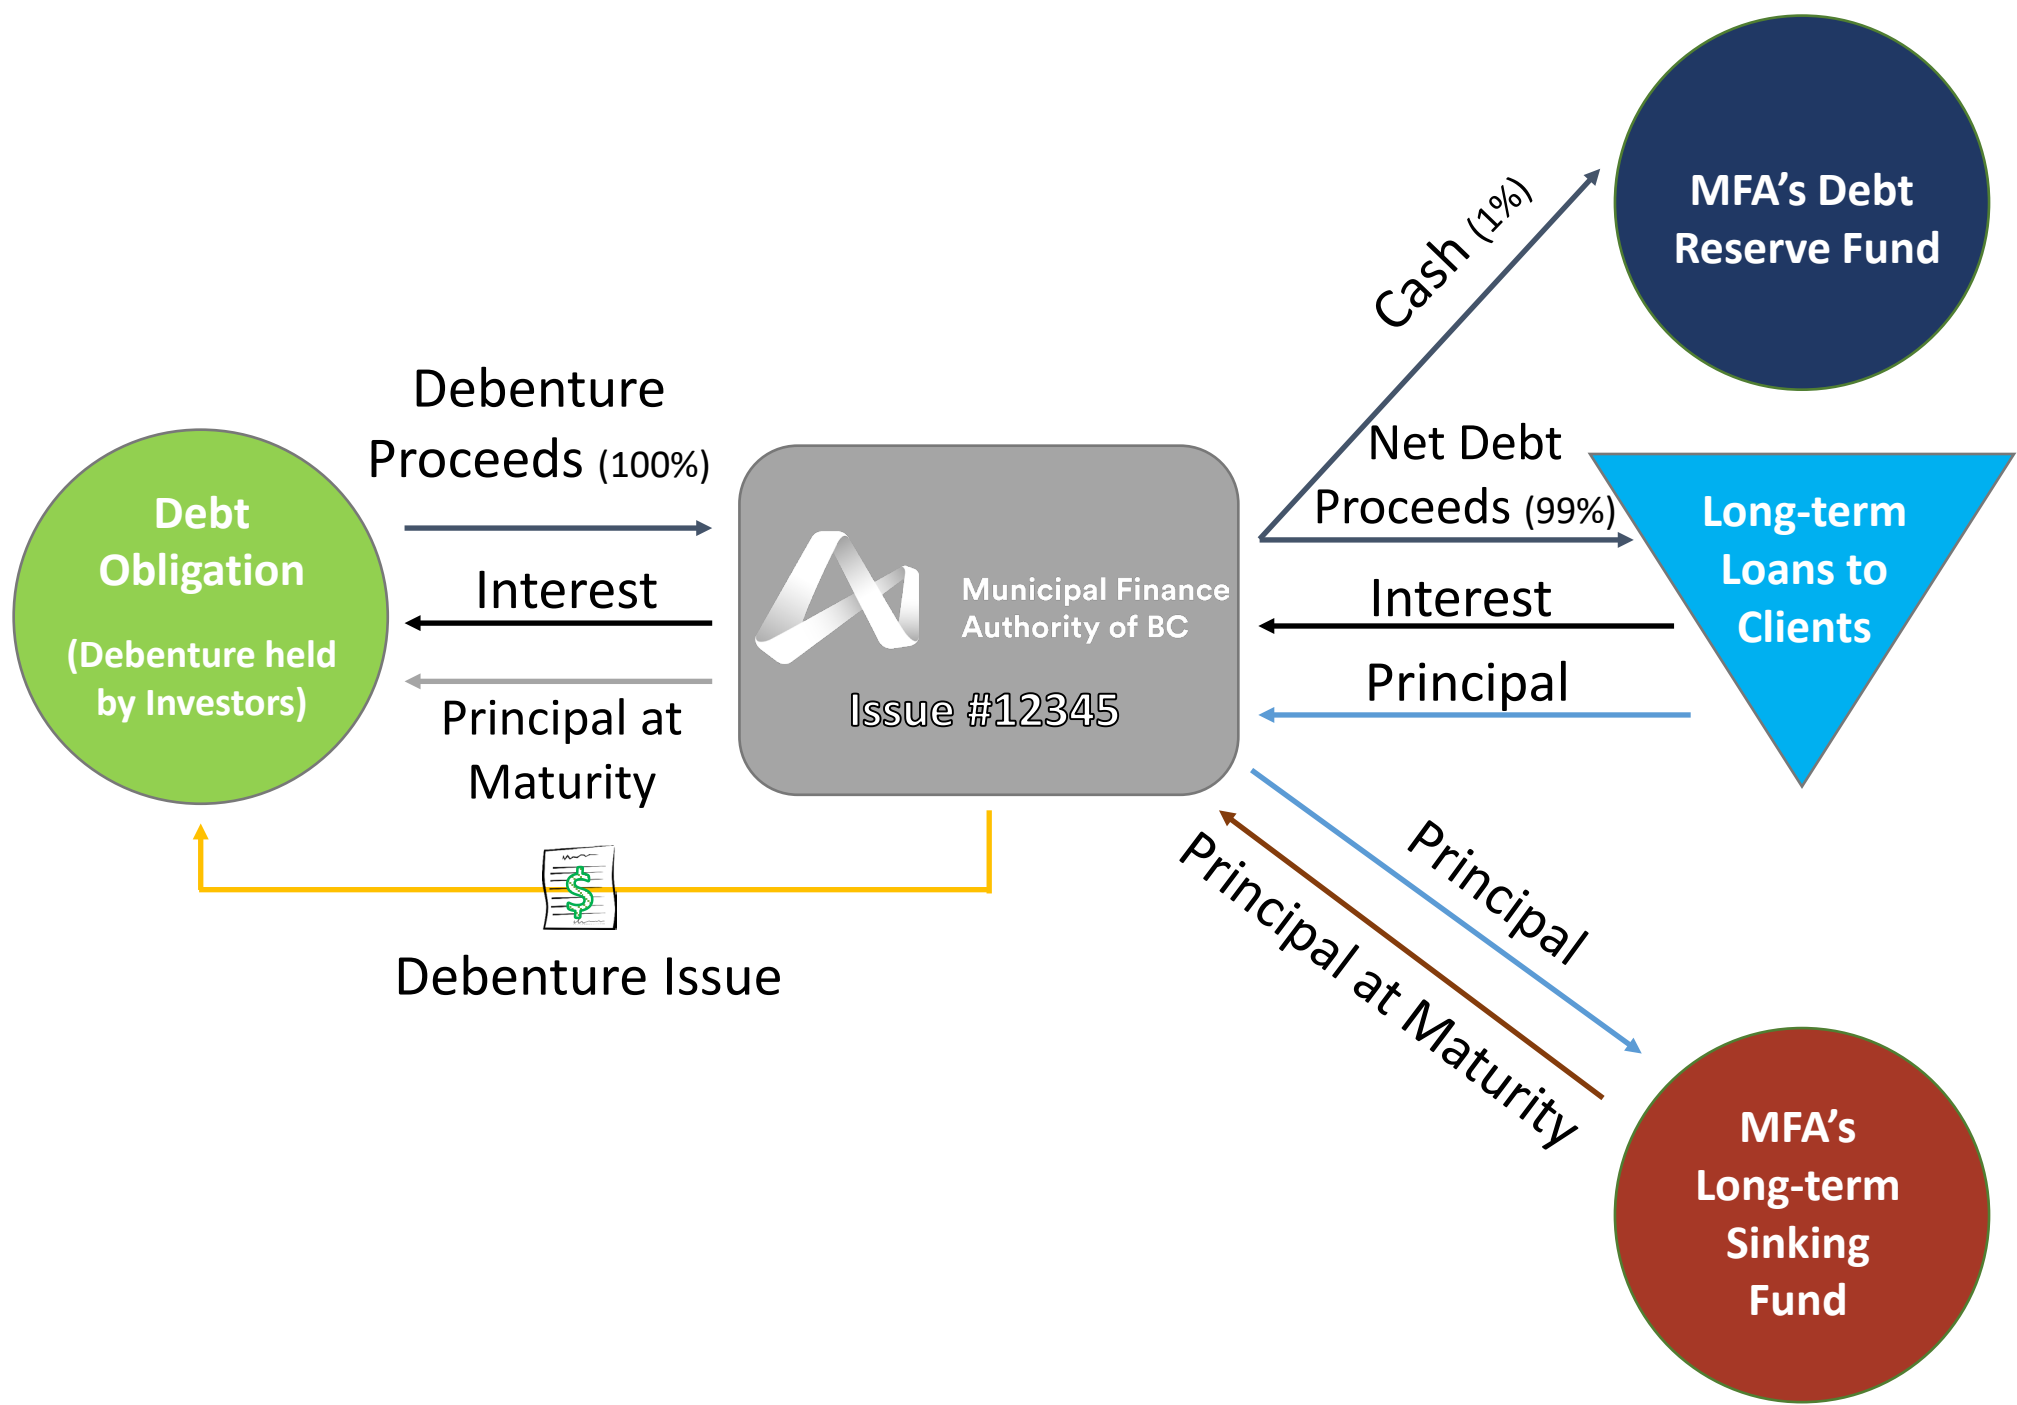 MFA’s Debt
Reserve Fund
Cash (1%)
Debenture
Proceeds (100%)
Net Debt
Proceeds (99%)
Debt
Obligation
(Debenture held
by Investors)
Interest
Principal at
Maturity
Municipal Finance
Authority of BC
Issue #12345
Interest
Principal
Long-term
Loans to
Clients
Debenture Issue
Principal
Principal at Maturity
MFA’s
Long-term
Sinking
Fund